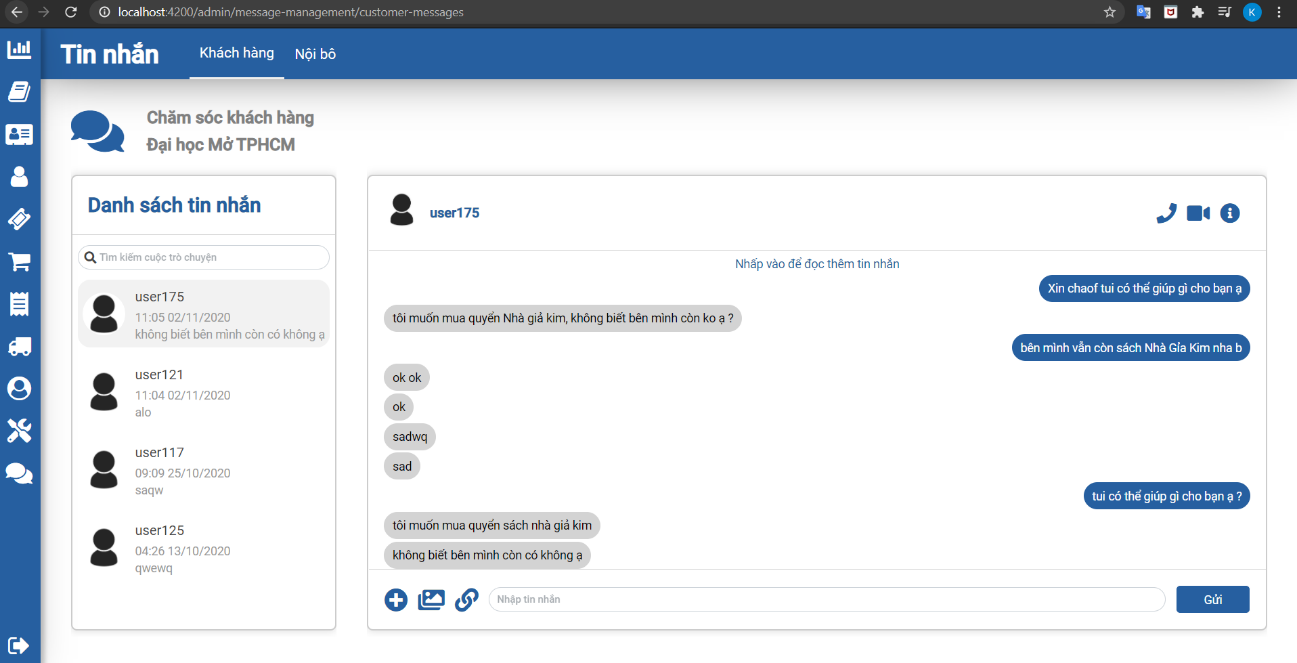 localhost:4200/admin/message-management/customer-messages
K
Tin nhắn
Khách hàng
Nội bô
Chăm sóc khách hàng
Đại học Mở TPHCM
Danh sách tin nhắn
Tìm kiếm cuộc trò chuyện
user175
11:05 02/11/2020
không biết bên mình còn có không ạ
user121
11:04 02/11/2020
alo
user117
09:09 25/10/2020
saqw
user125
04:26 13/10/2020
qwewq
user175
Nhấp vào để đọc thêm tin nhắn
Xin chaof tui có thể giúp gì cho bạn ạ
tôi muốn mua quyển Nhà giả kim, không biết bên mình còn ko ạ ?
bên mình vẫn còn sách Nhà Gỉa Kim nha b
ok ok
ok
sadwq
sad
tui có thể giúp gì cho bạn ạ ?
tôi muốn mua quyển sách nhà giả kim
không biết bên mình còn có không ạ
Nhập tin nhắn
Gửi